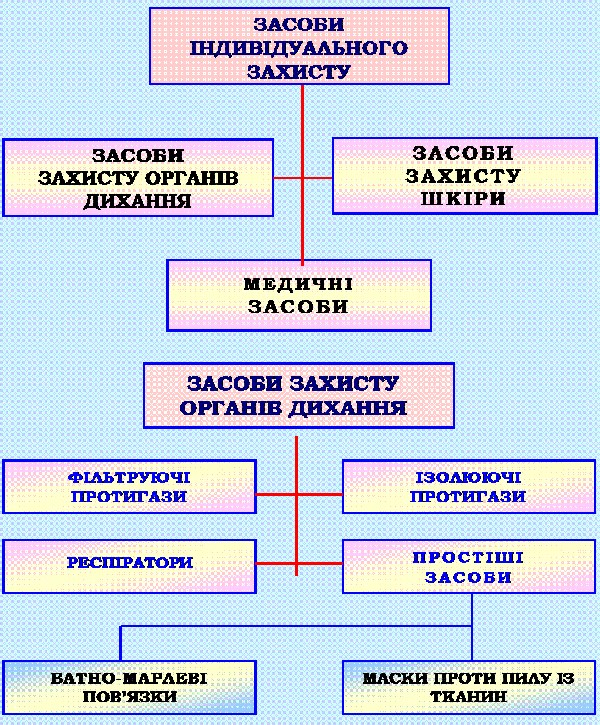 ЗАСОБИ
ІНДИВІДУАЛЬНОГО
ЗАХИСТУ
ЗАСОБИ
ЗАХИСТУ ОРГАНІВ
ДИХАННЯ
ЗАСОБИ
ЗАХИСТУ
ШКІРИ
МЕДИЧНІ
ЗАСОБИ
ЗАСОБИ ЗАХИСТУ
ОРГАНІВ ДИХАННЯ
ФІЛЬТРУЮЧІ
ПРОТИГАЗИ
ІЗОЛЮЮЧІ
ПРОТИГАЗИ
РЕСПІРАТОРИ
ПРОСТІШІ
ЗАСОБИ
ВАТНО-МАРЛЕВІ
ПОВ'ЯЗКИ
МАСКИ ПРОТИ ПИЛУ ІЗ
ТКАНИН